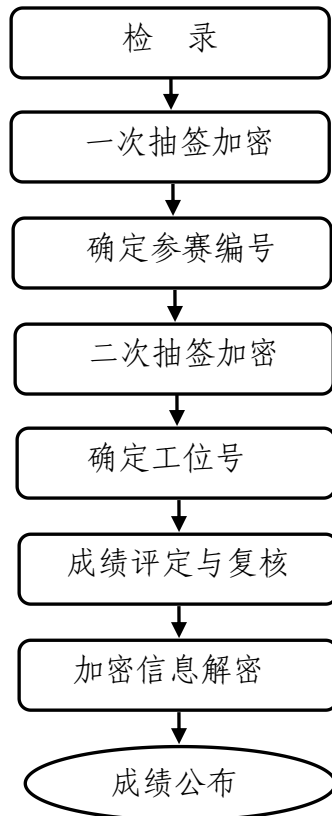 检 录
一次抽签加密
确定参赛编号
二次抽签加密
确定工位号
成绩评定与复核
加密信息解密
成绩公布